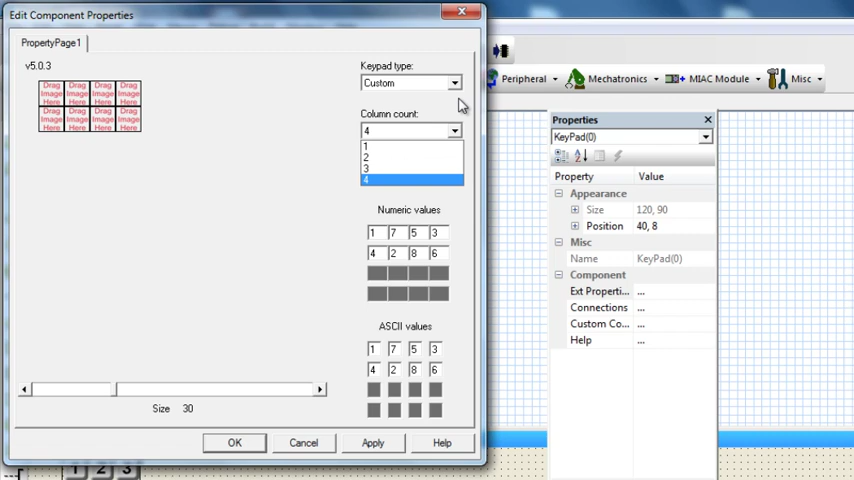 Edit Component Properties
PropertyPage1
v5.0.3
Drag Drag Drag Drag
Image Image Image Image
Here Here Here Here
Drag Drag Drag Drag
Image Image Image Image
Here Here Here Here
Keypad type:
Custom
Column count:
4
1
2
3
4
Numeric values
1 7 5 3
4 2 8 6
ASCII values
1 7 5 3
4 2 8 6
Size 30
OK Cancel Apply Help
1 2 3
Peripheral Mechatronics MIAC Module Misc
Properties
KeyPad(0)
Property Value
Appearance
Size 120, 90
Position 40, 8
Misc
Name KeyPad(0)
Component
Ext Properti... ...
Connections ...
Custom Co... ...
Help ...